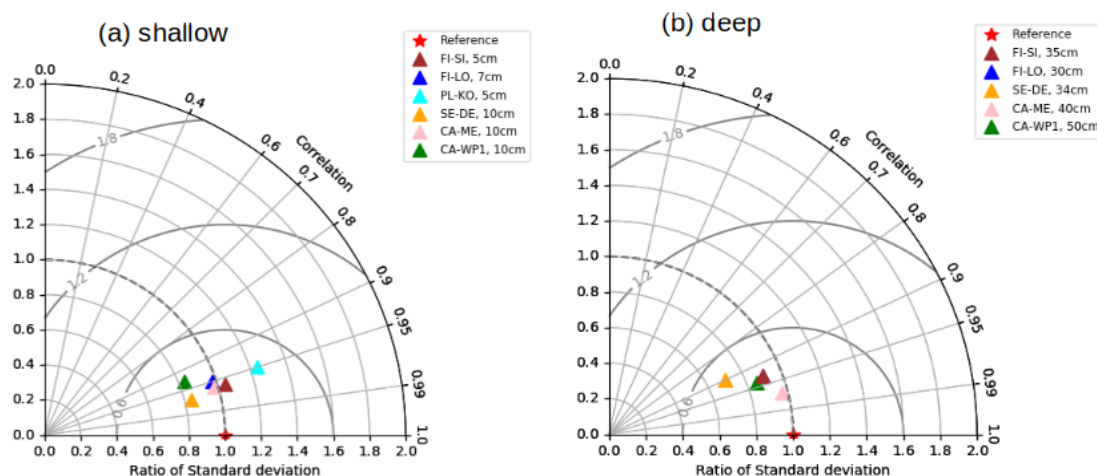 (a) shallow
Reference
FI-SI, 5cm
FI-LO, 7cm
PL-KO, 5cm
SE-DE, 10cm
CA-ME, 10cm
CA-WP1, 10cm
0.0
0.2
0.4
0.6
0.7
0.8
0.9
0.95
0.99
1.0
Correlation
2.0
1.8
1.6
1.4
1.2
1.0
0.8
0.6
0.4
0.2
0.0
1.8
1.2
0.6
0.0 0.2 0.4 0.6 0.8 1.0 1.2 1.4 1.6 1.8 2.0
Ratio of Standard deviation
(b) deep
Reference
FI-SI, 35cm
FI-LO, 30cm
SE-DE, 34cm
CA-ME, 40cm
CA-WP1, 50cm
0.0
0.2
0.4
0.6
0.7
0.8
0.9
0.95
0.99
1.0
Correlation
2.0
1.8
1.6
1.4
1.2
1.0
0.8
0.6
0.4
0.2
0.0
1.8
1.2
0.6
0.0 0.2 0.4 0.6 0.8 1.0 1.2 1.4 1.6 1.8 2.0
Ratio of Standard deviation